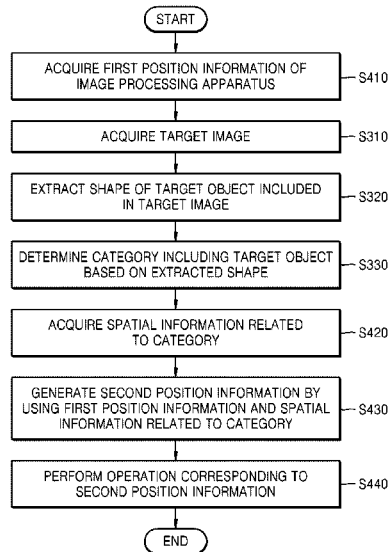 START
ACQUIRE FIRST POSITION INFORMATION OF
IMAGE PROCESSING APPARATUS
S410
ACQUIRE TARGET IMAGE
S310
EXTRACT SHAPE OF TARGET OBJECT INCLUDED
IN TARGET IMAGE
S320
DETERMINE CATEGORY INCLUDING TARGET OBJECT
BASED ON EXTRACTED SHAPE
S330
ACQUIRE SPATIAL INFORMATION RELATED
TO CATEGORY
S420
GENERATE SECOND POSITION INFORMATION BY
USING FIRST POSITION INFORMATION AND SPATIAL
INFORMATION RELATED TO CATEGORY
S430
PERFORM OPERATION CORRESPONDING TO
SECOND POSITION INFORMATION
S440
END